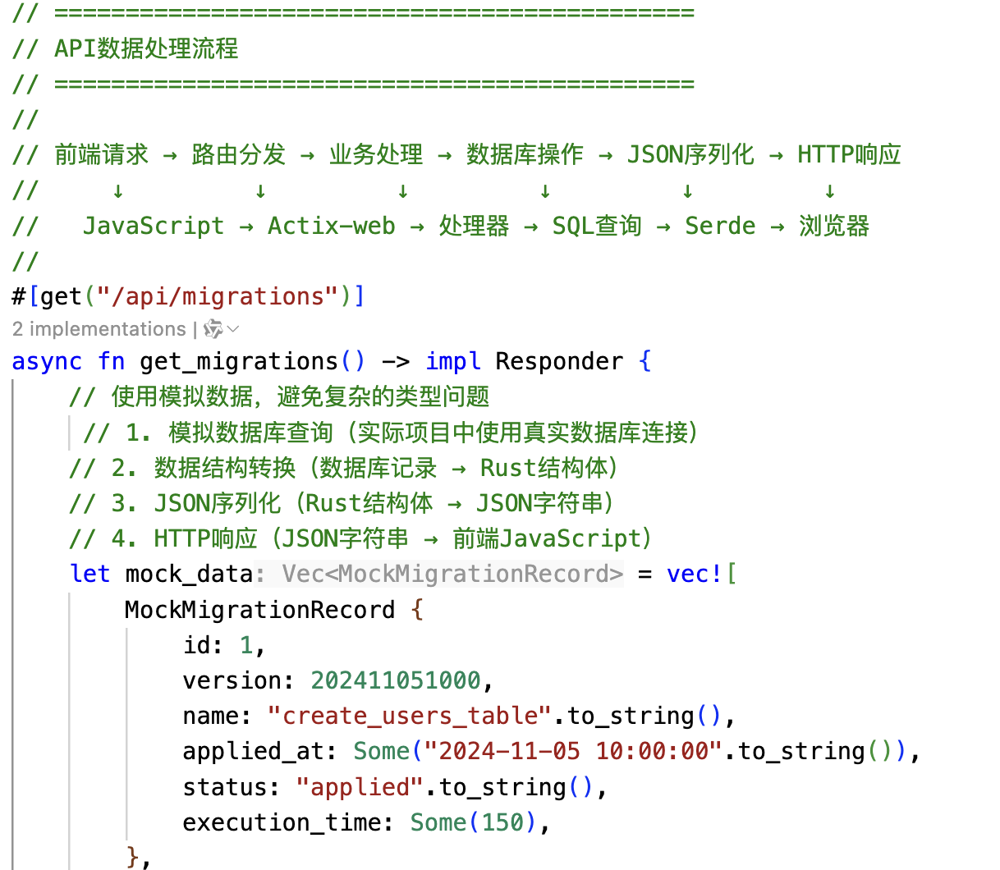 // =============================================
// API数据处理流程
// =============================================
//
// 前端请求 → 路由分发 → 业务处理 → 数据库操作 → JSON序列化 → HTTP响应
//     ↓         ↓         ↓         ↓         ↓         ↓
//   JavaScript → Actix-web → 处理器 → SQL查询 → Serde → 浏览器
//
#[get("/api/migrations")]
2 implementations |
async fn get_migrations() -> impl Responder {
    // 使用模拟数据，避免复杂的类型问题
     // 1. 模拟数据库查询（实际项目中使用真实数据库连接）
    // 2. 数据结构转换（数据库记录 → Rust结构体）
    // 3. JSON序列化（Rust结构体 → JSON字符串）
    // 4. HTTP响应（JSON字符串 → 前端JavaScript）
    let mock_data: Vec<MockMigrationRecord> = vec![
        MockMigrationRecord {
            id: 1,
            version: 202411051000,
            name: "create_users_table".to_string(),
            applied_at: Some("2024-11-05 10:00:00".to_string()),
            status: "applied".to_string(),
            execution_time: Some(150),
        },